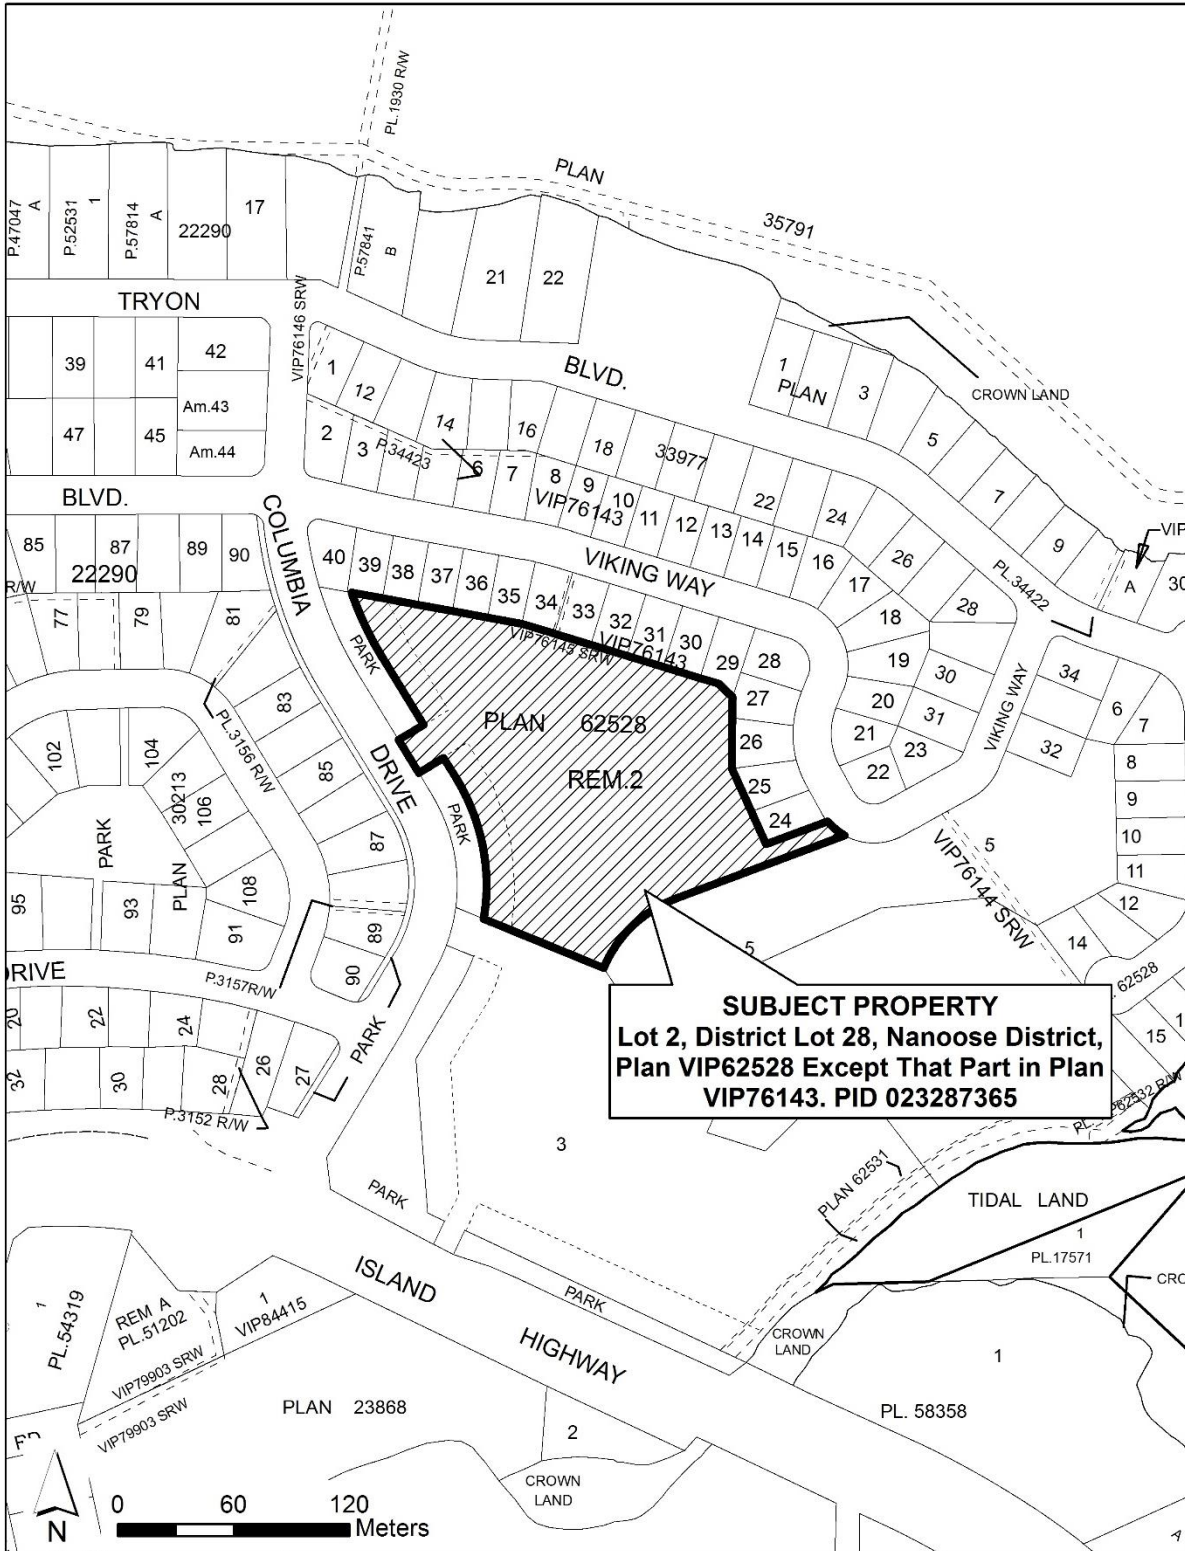 PL.1930 R/W
PLAN
35791
P.47047
A
P.52531
1
P.57814
A
22290
17
P.57841
B
21
22
TRYON
VIP76146 SRW
BLVD.
1
PLAN
3
CROWN LAND
39
41
42
1
12
Am.43
14
16
18
33977
5
47
45
Am.44
2
3
P.34423
6
7
8
9
10
11
12
13
14
15
16
VIP76143
22
24
7
9
VIP
BLVD.
COLUMBIA
VIKING WAY
26
PL.34422
A
30
85
87
89
90
22290
R/W
40
39
38
37
36
35
34
33
32
31
30
29
28
VIP76143
VIP76145 SRW
17
18
28
77
79
81
PARK
19
30
34
27
20
31
VIKING WAY
6
7
83
PLAN 62528
21
23
32
102
104
PL.3156 R/W
26
22
8
85
DRIVE
REM.2
25
9
30213
106
PARK
24
10
PARK
PLAN
87
5
VIP76144 SRW
11
95
93
108
12
91
89
14
5
90
DRIVE
P.3157R/W
62528
SUBJECT PROPERTY
Lot 2, District Lot 28, Nanoose District,
Plan VIP62528 Except That Part in Plan
VIP76143. PID 023287365
20
22
24
15
PARK
26
27
32
30
28
P.3152 R/W
62532 R/W
3
PLAN 62531
PARK
TIDAL LAND
1
PL.17571
ISLAND
PARK
CRO
1
PL.54319
REM A
PL.51202
1
VIP84415
HIGHWAY
CROWN
LAND
1
VIP79903 SRW
VIP79903 SRW
PLAN 23868
PL. 58358
2
CROWN
LAND
A
N
0 60 120
Meters